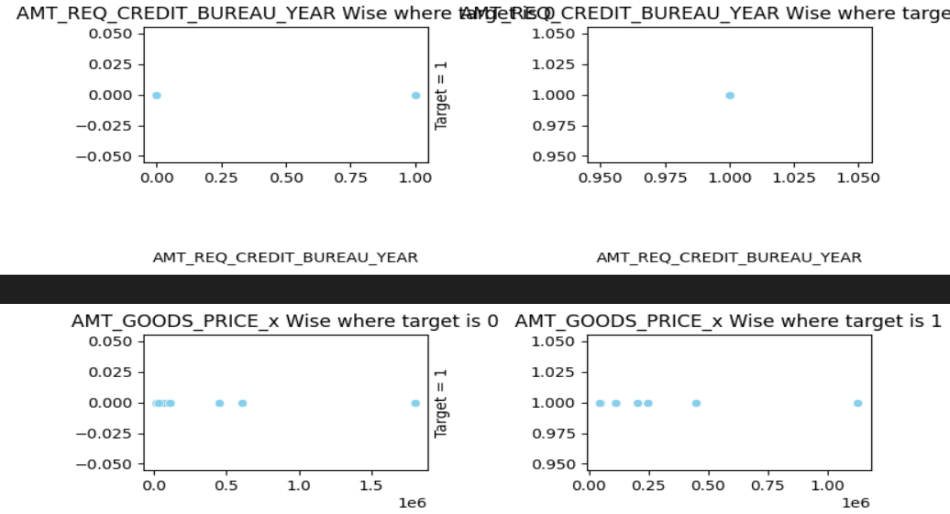 AMT_REQ_CREDIT_BUREAU_YEAR Wise where target is 0
AMT_REQ_CREDIT_BUREAU_YEAR Wise where targe
0.050
0.025
0.000
−0.025
−0.050
0.00 0.25 0.50 0.75 1.00
AMT_REQ_CREDIT_BUREAU_YEAR
Target = 1
1.050
1.025
1.000
0.975
0.950
0.950 0.975 1.000 1.025 1.050
AMT_REQ_CREDIT_BUREAU_YEAR
AMT_GOODS_PRICE_x Wise where target is 0
0.050
0.025
0.000
−0.025
−0.050
0.0 0.5 1.0 1.5
1e6
AMT_GOODS_PRICE_x Wise where target is 1
Target = 1
1.050
1.025
1.000
0.975
0.950
0.00 0.25 0.50 0.75 1.00
1e6